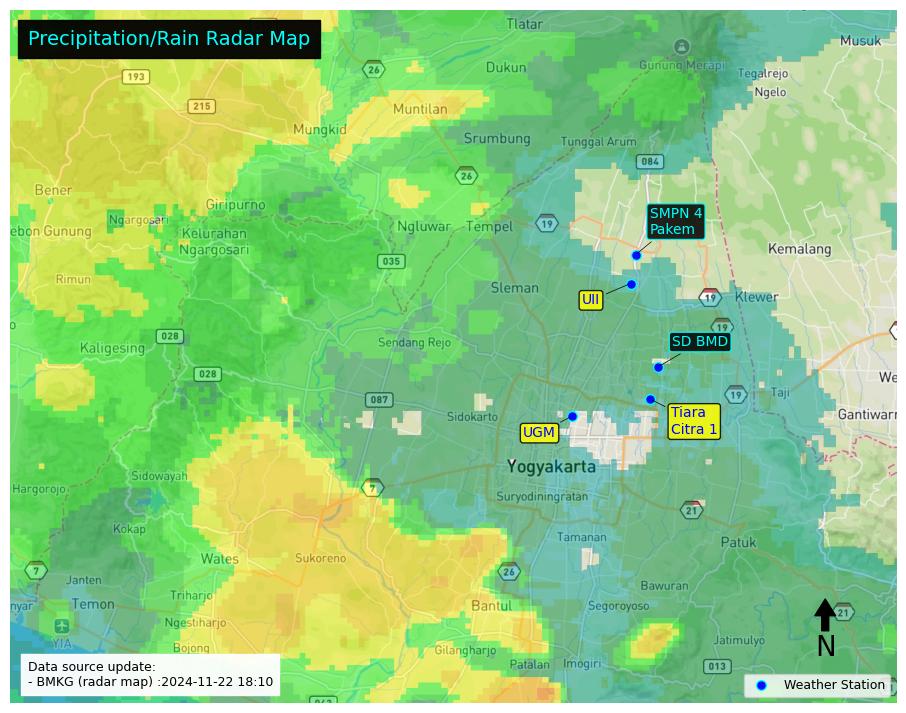 Precipitation/Rain Radar Map
Tlatar
Musuk
26
Dukun
Gunung Merapi
Tegalrejo
193
Ngelo
215
Muntilan
Mungkid
Srumbung
Tunggal Arum
084
26
Bener
Giripurno
SMPN 4
Pakem
Ngargosari
ebon Gunung
Kelurahan
Ngargosari
Ngluwar
Tempel
19
Kemalang
035
Rimun
Sleman
UII
19
Klewer
19
028
Sendang Rejo
SD BMD
Kaligesing
028
We
087
19
Taji
Sidokarto
Tiara
Citra 1
Gantiwarn
UGM
Yogyakarta
Sidowayah
7
Hargorojo
Suryodiningratan
21
Kokap
Tamanan
Patuk
Wates
Sukoreno
7
26
Janten
Bawuran
Temon
Triharjo
Bantul
Segoroyoso
21
nyar
Ngestiharjo
YIA
Bojong
Gilangharjo
Jatimulyo
N
Patalan
Imogiri
013
Data source update:
- BMKG (radar map) :2024-11-22 18:10
Weather Station